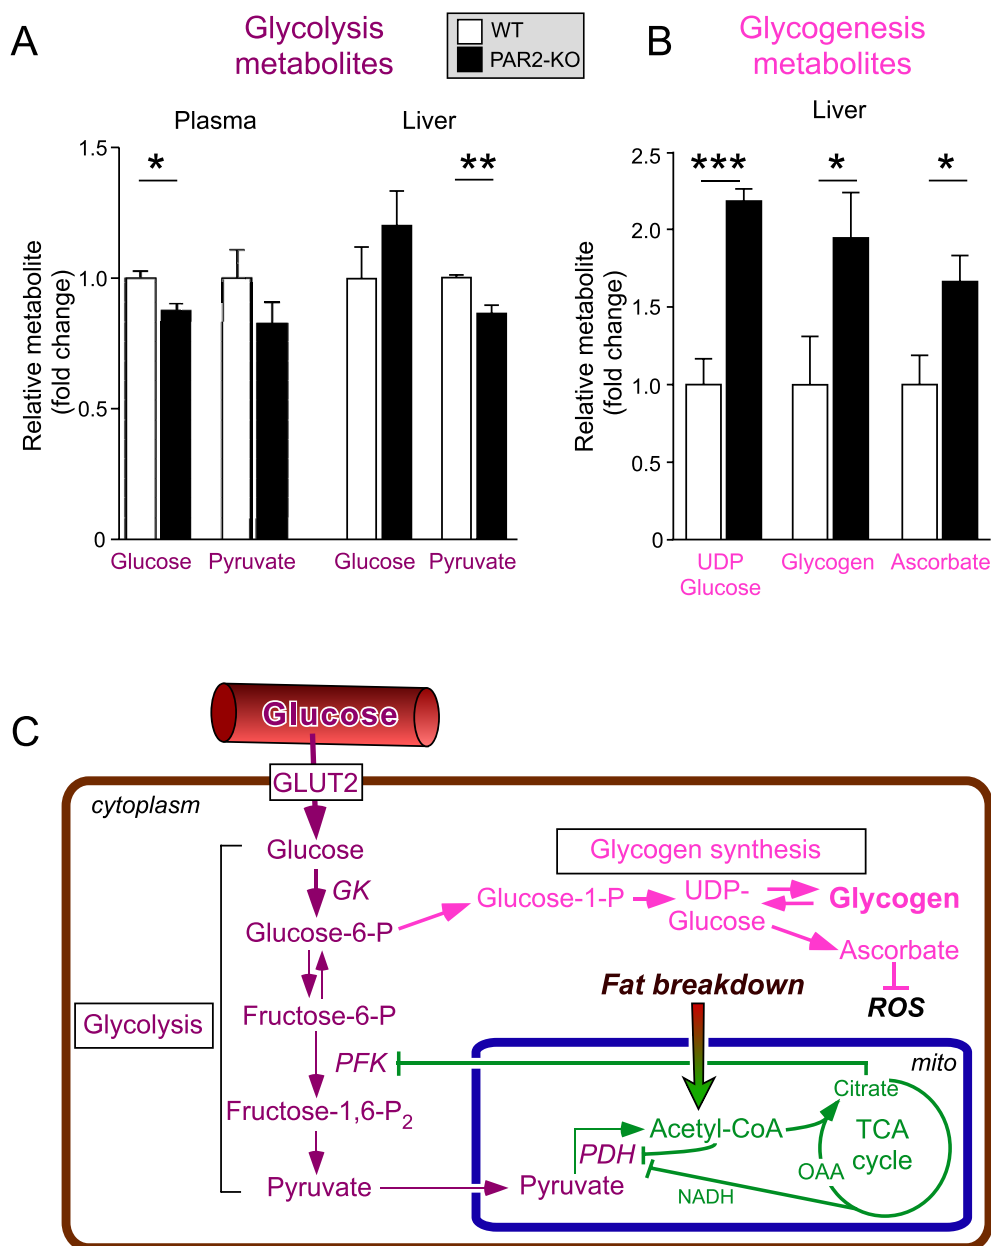 A
Glycolysis
metabolites
WT
PAR2-KO
B
Glycogenesis
metabolites
Plasma
Liver
Liver
1.5
1.0
0.5
0
Relative metabolite
(fold change)
*
**
Glucose
Pyruvate
Glucose
Pyruvate
2.5
2.0
1.5
1.0
0.5
0
Relative metabolite
(fold change)
***
*
*
UDP
Glucose
Glycogen
Ascorbate
C
Glucose
GLUT2
cytoplasm
Glucose
GK
Glucose-6-P
Fructose-6-P
PFK
Fructose-1,6-P2
Pyruvate
Glycolysis
Glycogen synthesis
Glucose-1-P
UDP-
Glucose
Glycogen
Ascorbate
ROS
Fat breakdown
mito
Citrate
Acetyl-CoA
TCA
cycle
PDH
OAA
Pyruvate
NADH